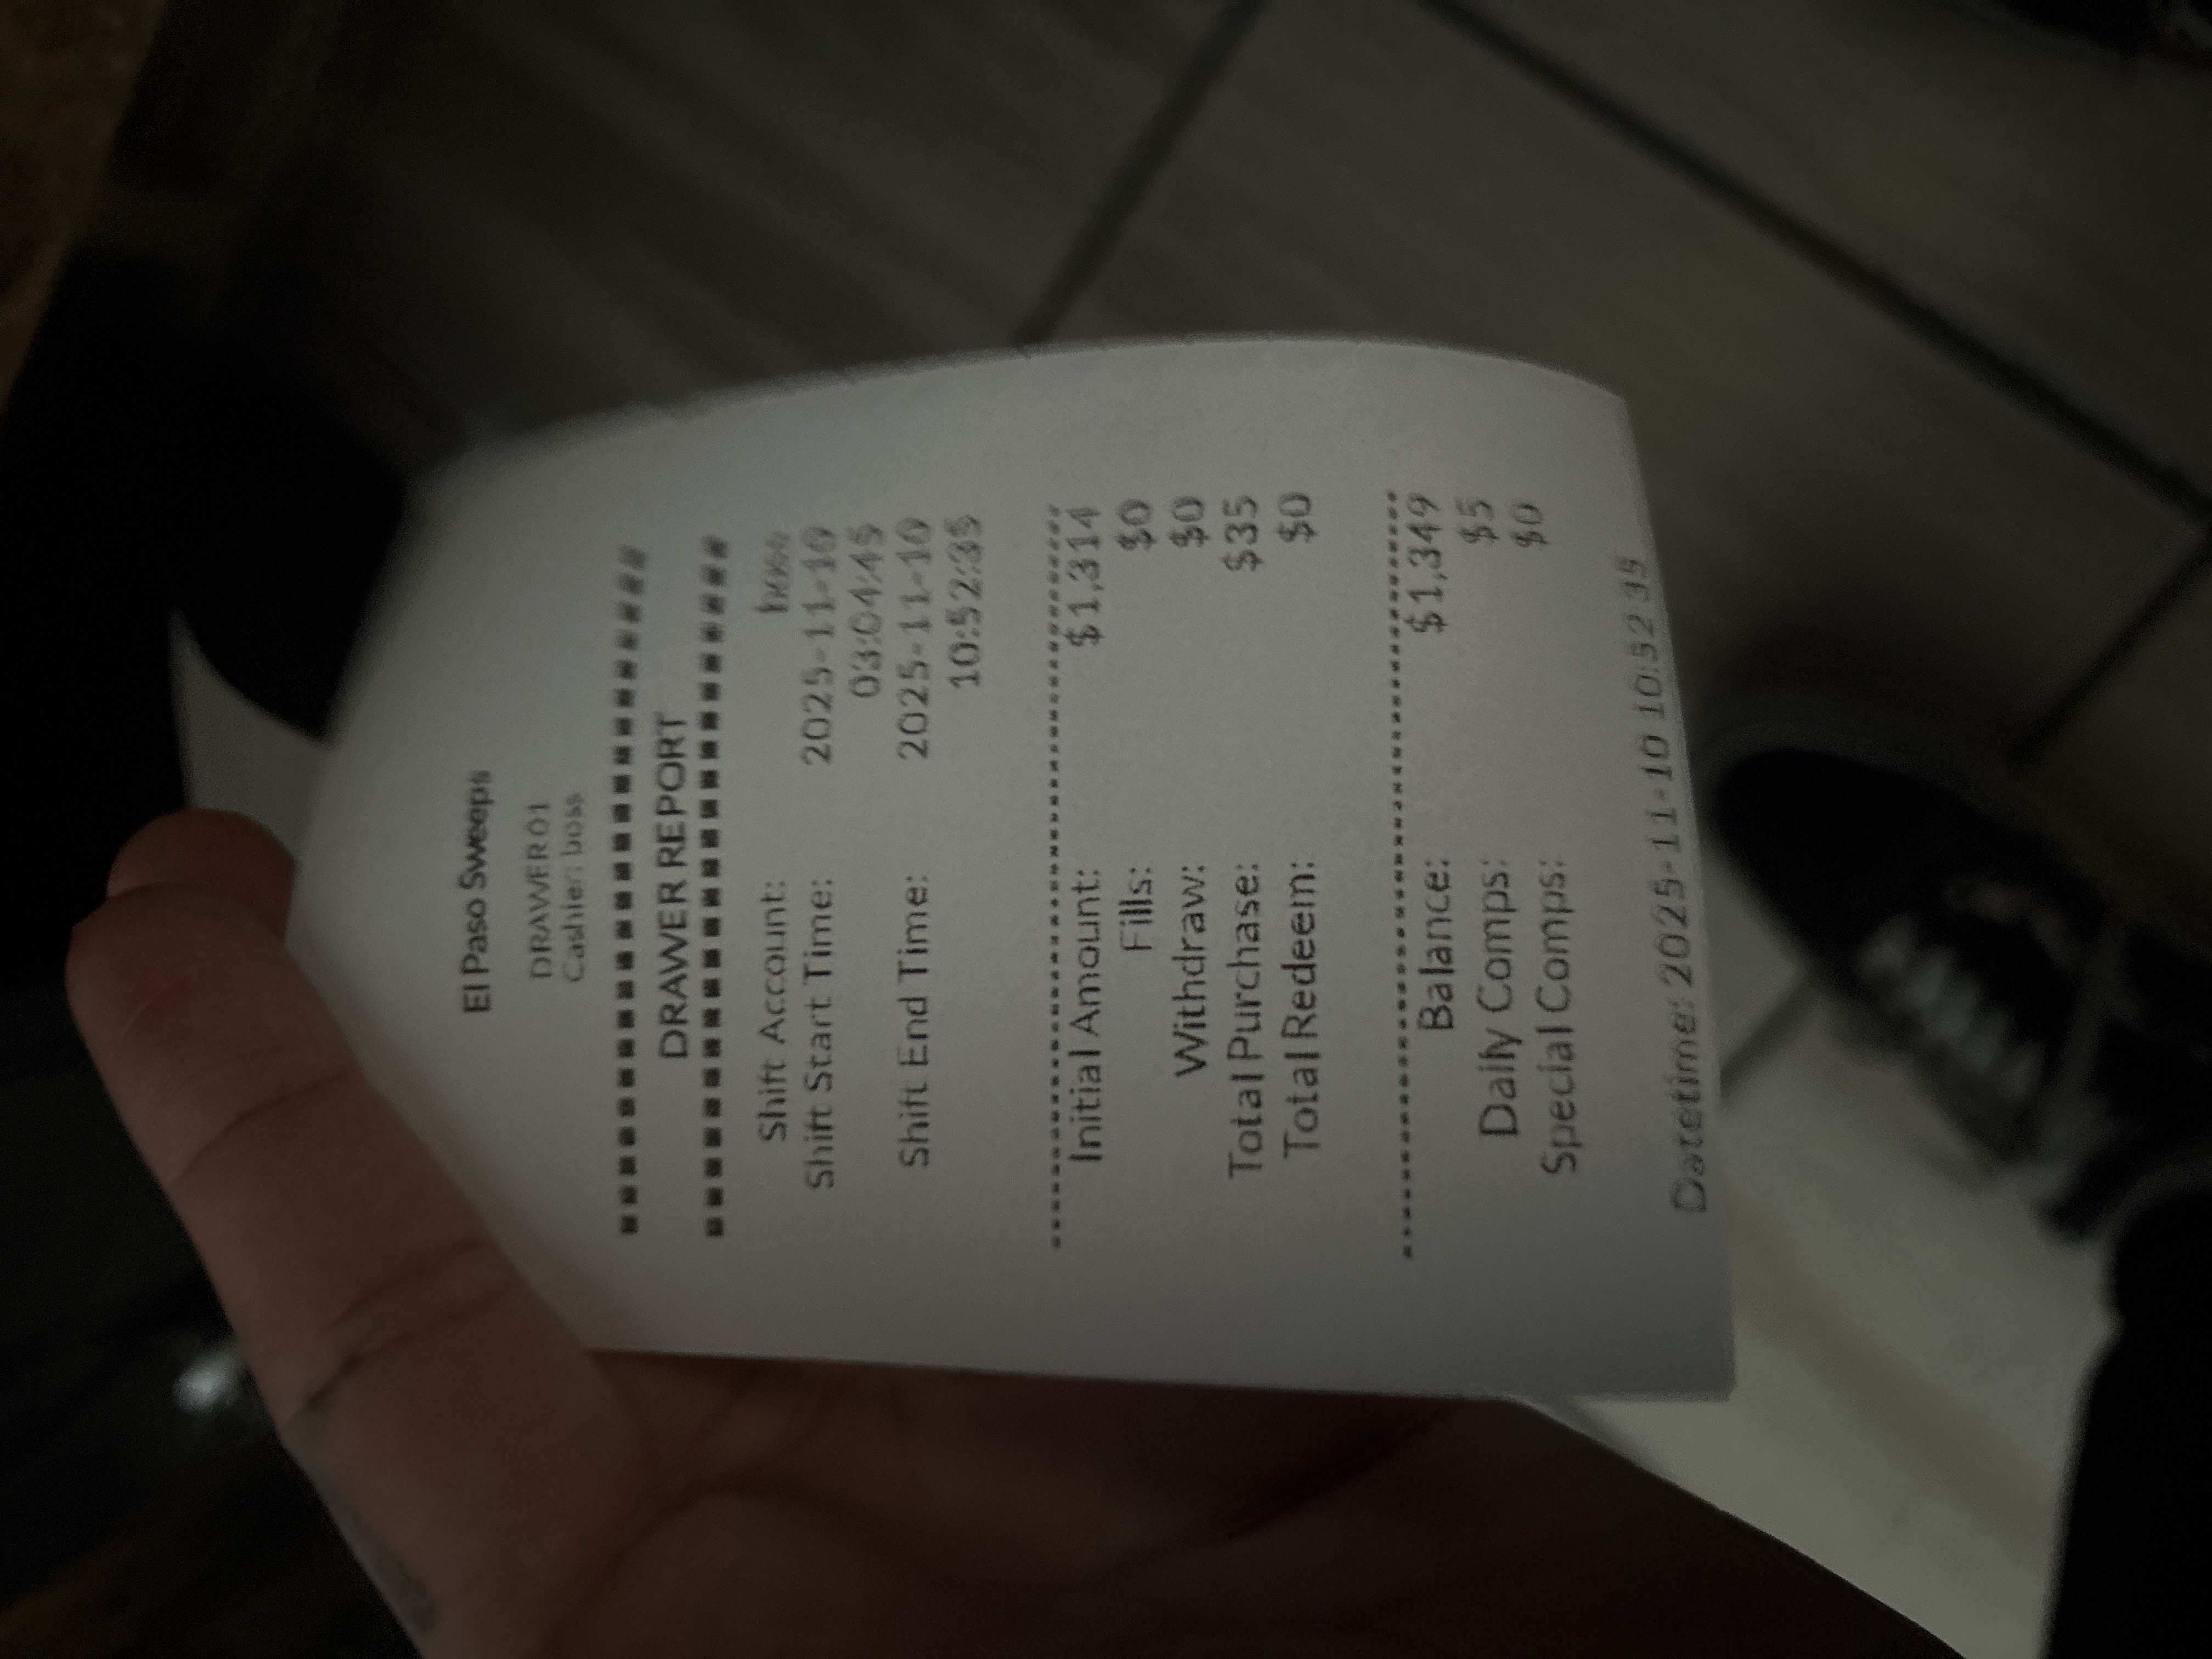 El Paso Sweeps
DRAWER01
Cashier: boss
DRAWER REPORT
Shift Account: boss
Shift Start Time: 2025-11-10
03:04:45
Shift End Time: 2025-11-10
10:52:35
Initial Amount: $1,314
Fills: $0
Withdraw: $0
Total Purchase: $35
Total Redeem: $0
Balance: $1,349
Daily Comps: $5
Special Comps: $0
Datetime: 2025-11-10 10:52:35